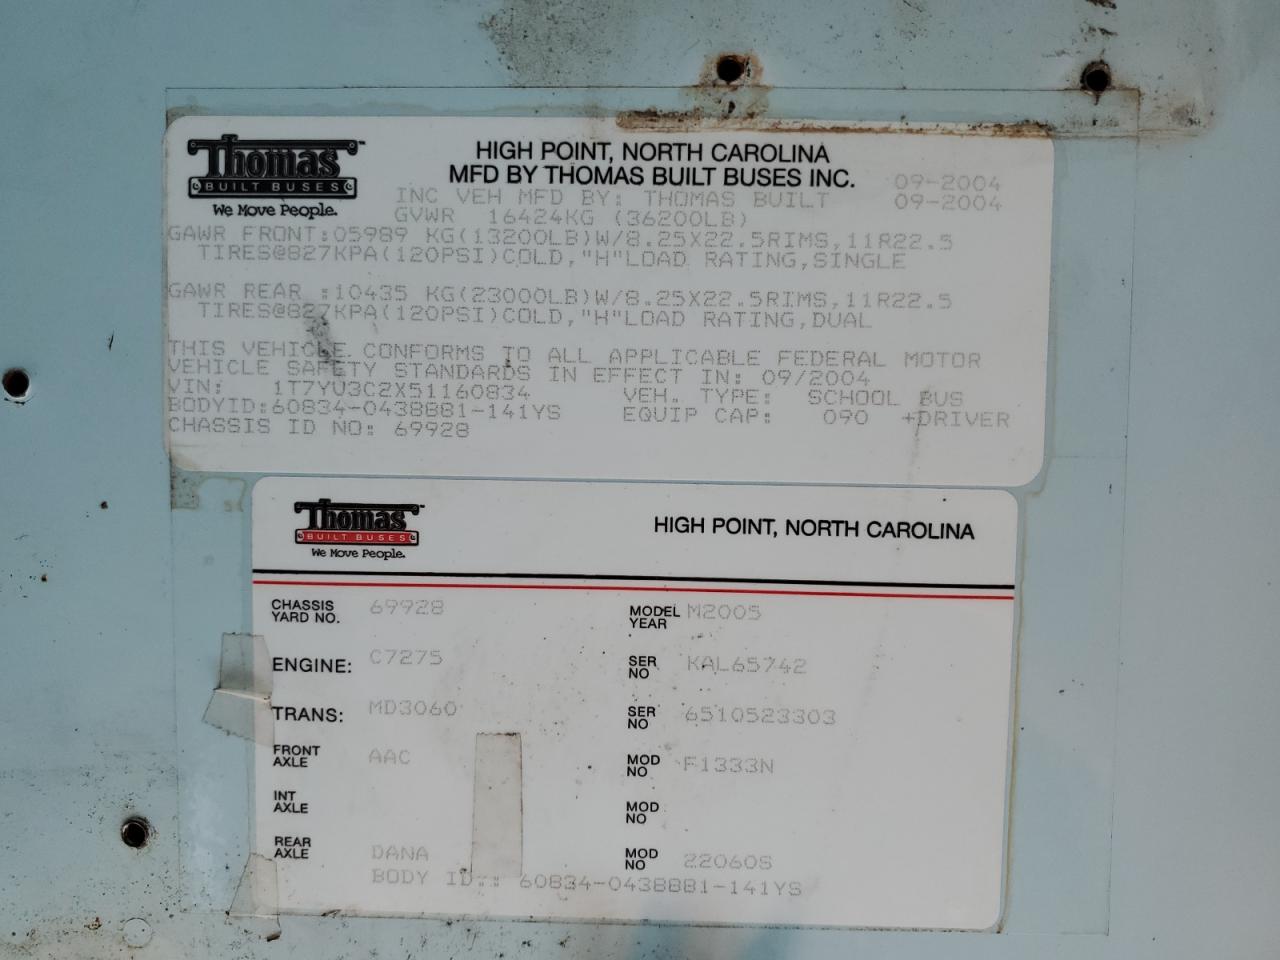 Thomas™
BUILT BUSES
We Move People.
HIGH POINT, NORTH CAROLINA
MFD BY THOMAS BUILT BUSES INC. 09-2004
INC VEH MFD BY: THOMAS BUILT 09-2004
GVWR 16424KG (36200LB)
GAWR FRONT:05989 KG(13200LB)W/8.25X22.5RIMS,11R22.5
TIRES@827KPA(120PSI)COLD,"H"LOAD RATING,SINGLE
GAWR REAR :10435 KG(23000LB)W/8.25X22.5RIMS,11R22.5
TIRES@827KPA(120PSI)COLD,"H"LOAD RATING,DUAL
THIS VEHICLE CONFORMS TO ALL APPLICABLE FEDERAL MOTOR
VEHICLE SAFETY STANDARDS IN EFFECT IN: 09/2004
VIN: 1T7YU3C2X51160834 VEH. TYPE: SCHOOL BUS
BODYID:60834-0438881-141YS EQUIP CAP: 090 +DRIVER
CHASSIS ID NO: 69928
Thomas™
BUILT BUSES
We Move People.
HIGH POINT, NORTH CAROLINA
CHASSIS YARD NO. 69928 MODEL YEAR M2005
ENGINE: C7275 SER NO KAL65742
TRANS: MD3060 SER NO 6510523303
FRONT AXLE AAC MOD NO F1333N
INT AXLE MOD NO
REAR AXLE DANA MOD NO 22060S
BODY ID.: 60834-0438881-141YS